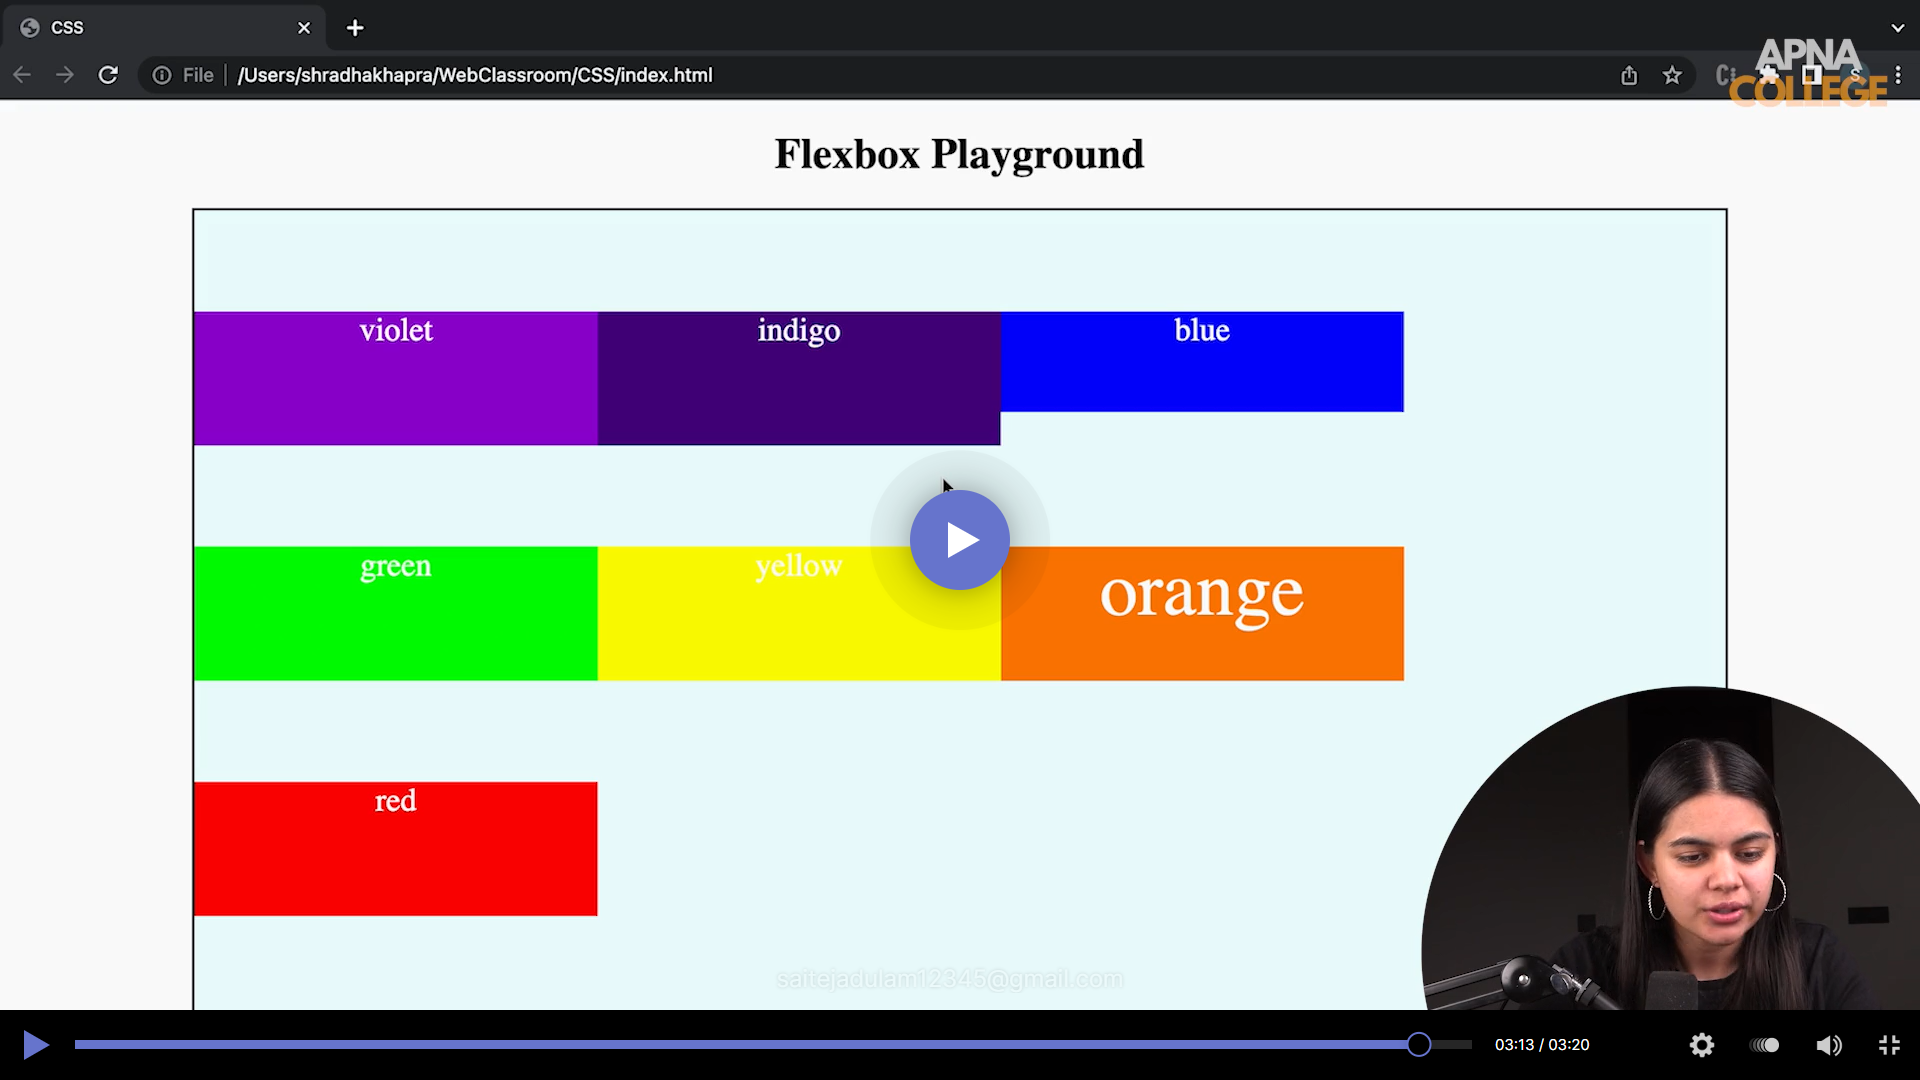 CSS
File
/Users/shradhakhapra/WebClassroom/CSS/index.html
APNA
COLLEGE
S
Flexbox Playground
violet
indigo
blue
green
yellow
orange
red
saitejadulam12345@gmail.com
03:13 / 03:20